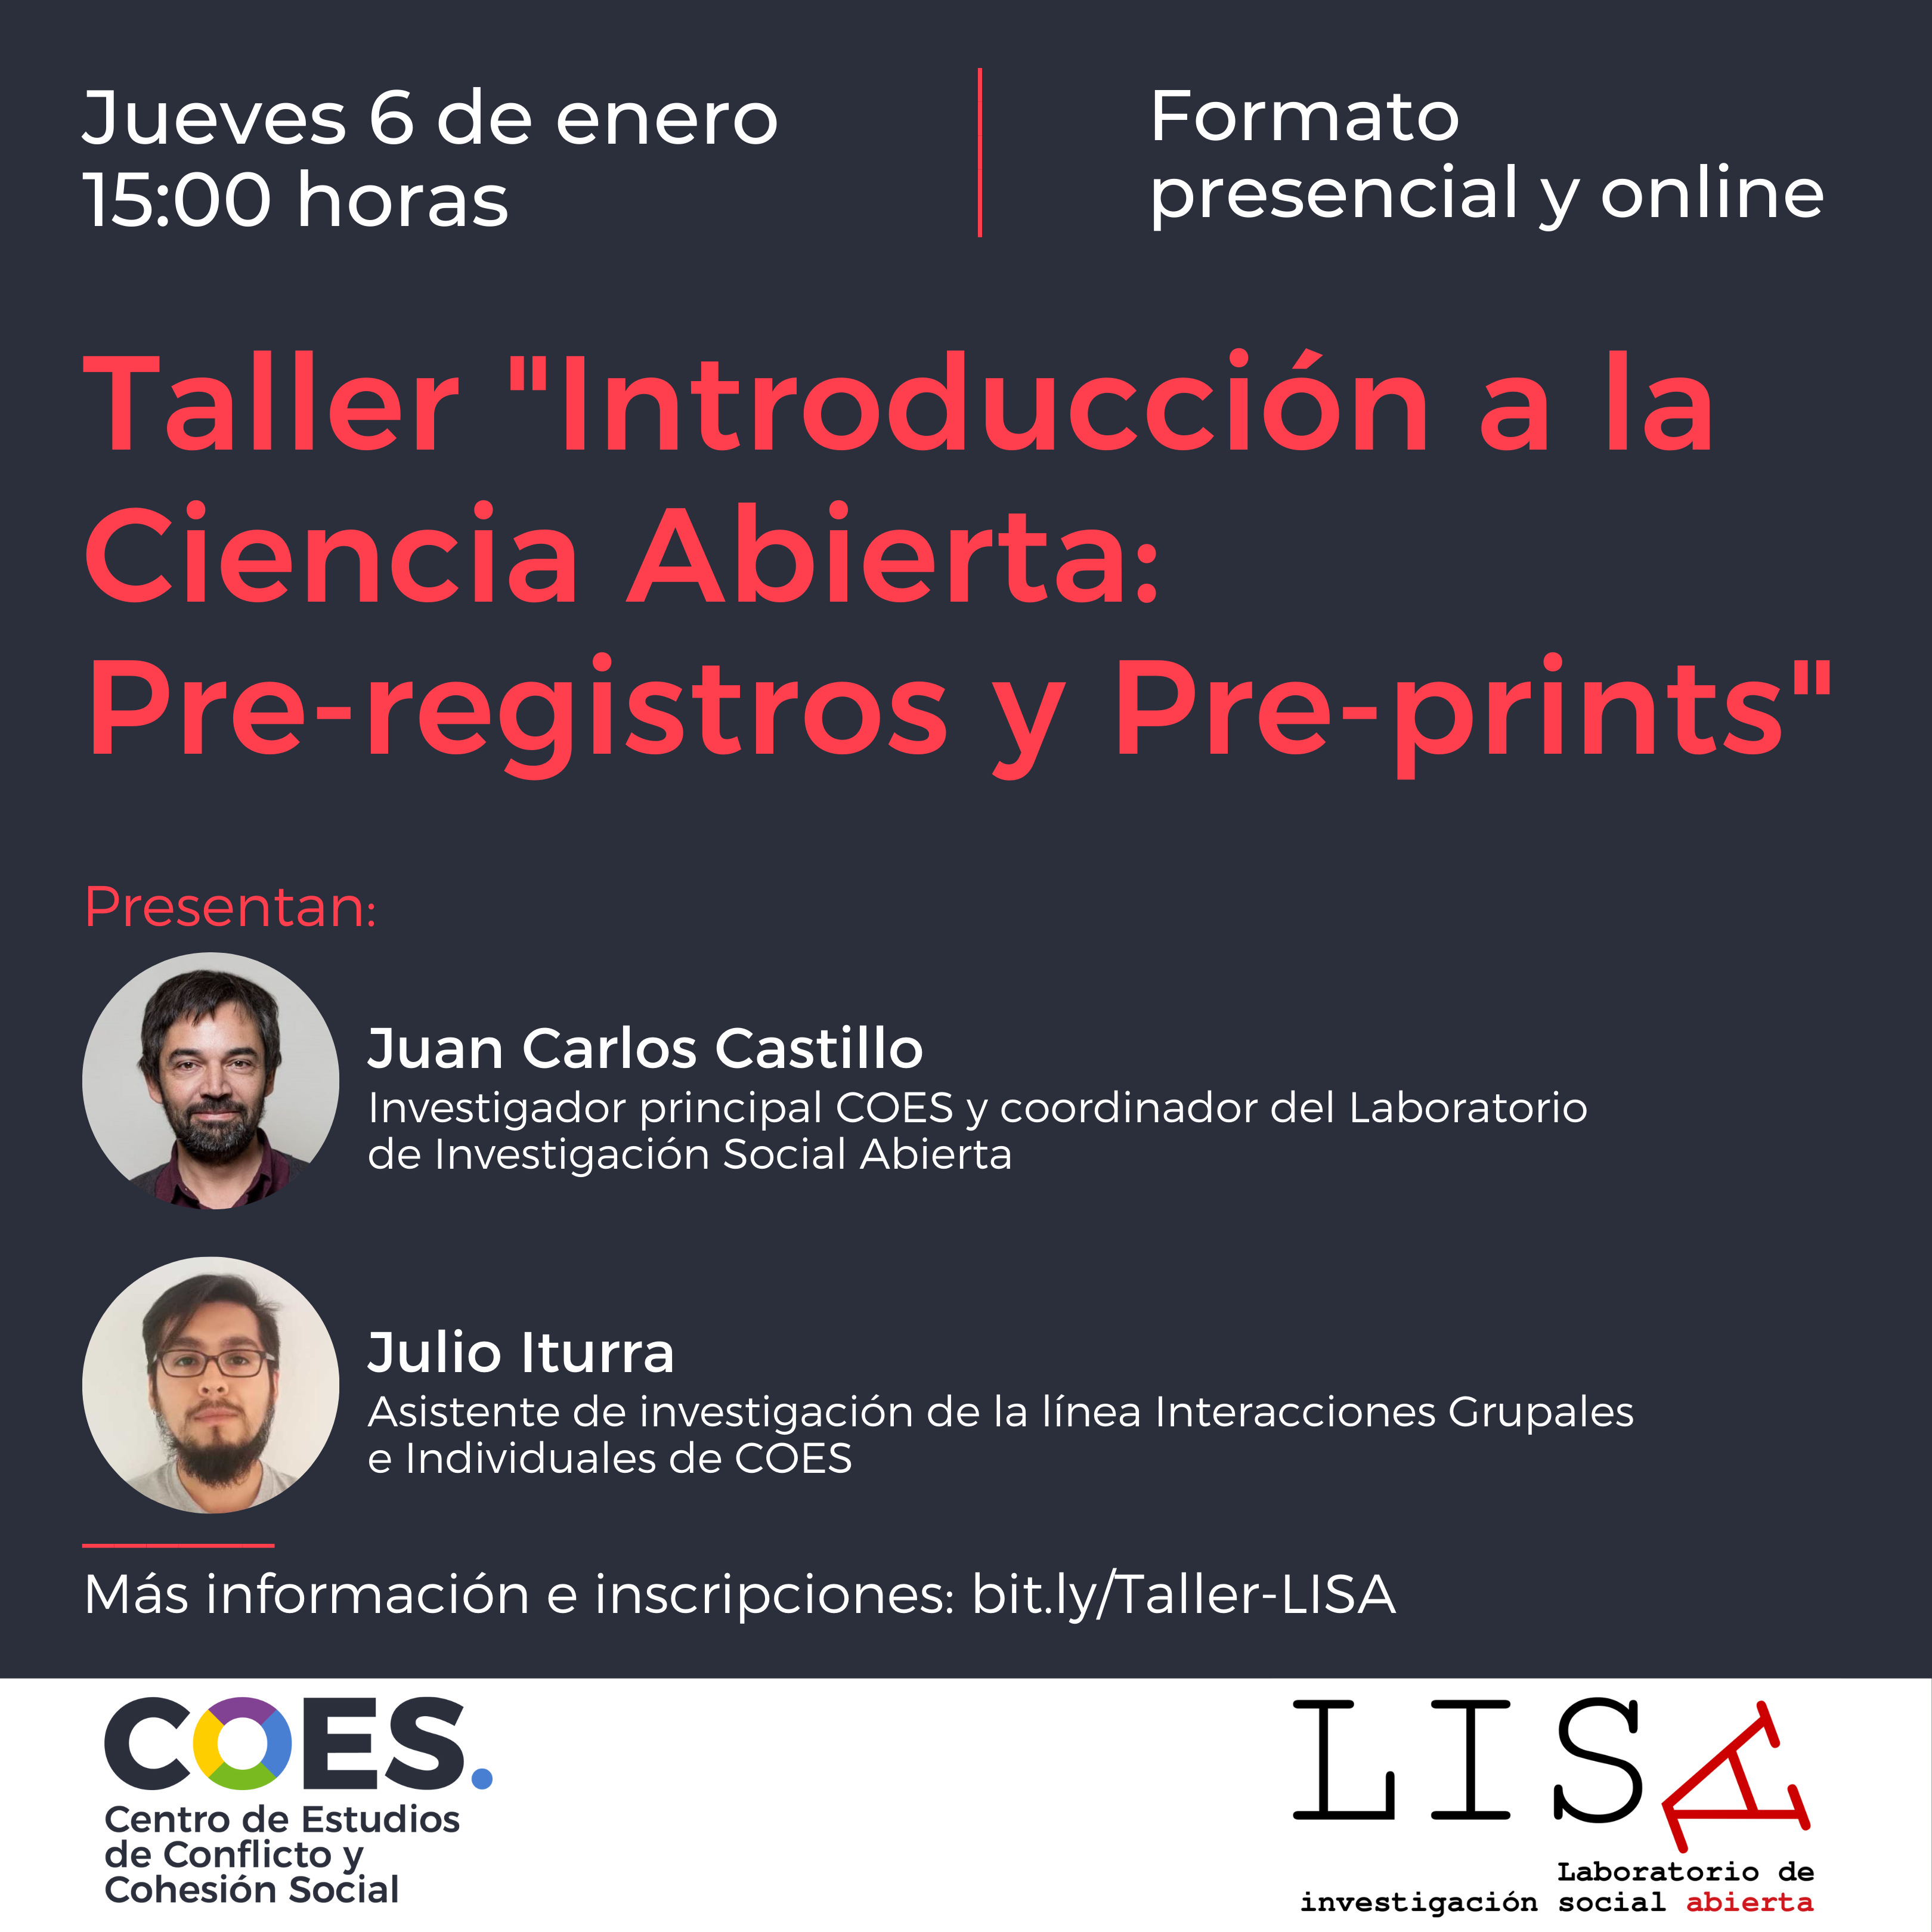 Jueves 6 de enero
15:00 horas
Formato
presencial y online
Taller "Introducción a la
Ciencia Abierta:
Pre-registros y Pre-prints"
Presentan:
Juan Carlos Castillo
Investigador principal COES y coordinador del Laboratorio
de Investigación Social Abierta
Julio Iturra
Asistente de investigación de la línea Interacciones Grupales
e Individuales de COES
Más información e inscripciones: bit.ly/Taller-LISA
COES.
Centro de Estudios
de Conflicto y
Cohesión Social
LISA
Laboratorio de
investigación social abierta